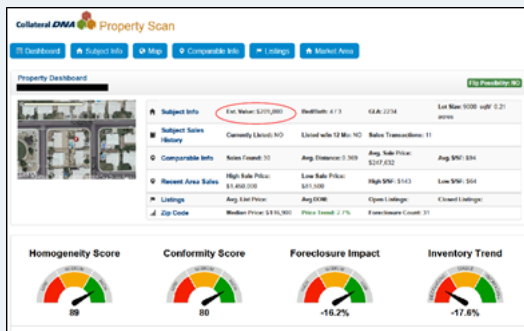 Collateral DNA Property Scan
Dashboard Subject Info Map Comparable Info Listings Market Area
Property Dashboard
Flip Possibility: NO
Subject Info Est. Value: $205,000 Bed/Bath: 4 / 3 GLA: 2234 Lot Size: 9000 sqft/ 0.21 acres
Subject Sales History Currently Listed: NO Listed w/in 12 Mo: NO Sales Transactions: 11
Comparable Info Sales Found: 30 Avg. Distance: 0.369 Avg. Sale Price: $247,632 Avg. $/SF: $94
Recent Area Sales High Sale Price: $1,450,000 Low Sale Price: $81,500 High $/SF: $143 Low $/SF: $64
Listings Avg. List Price: Avg DOM: Open Listings: Closed Listings:
Zip Code Median Price: $116,900 Price Trend: 2.7% Foreclosure Count: 31
Homogeneity Score Conformity Score Foreclosure Impact Inventory Trend
89 80 -16.2% -17.6%